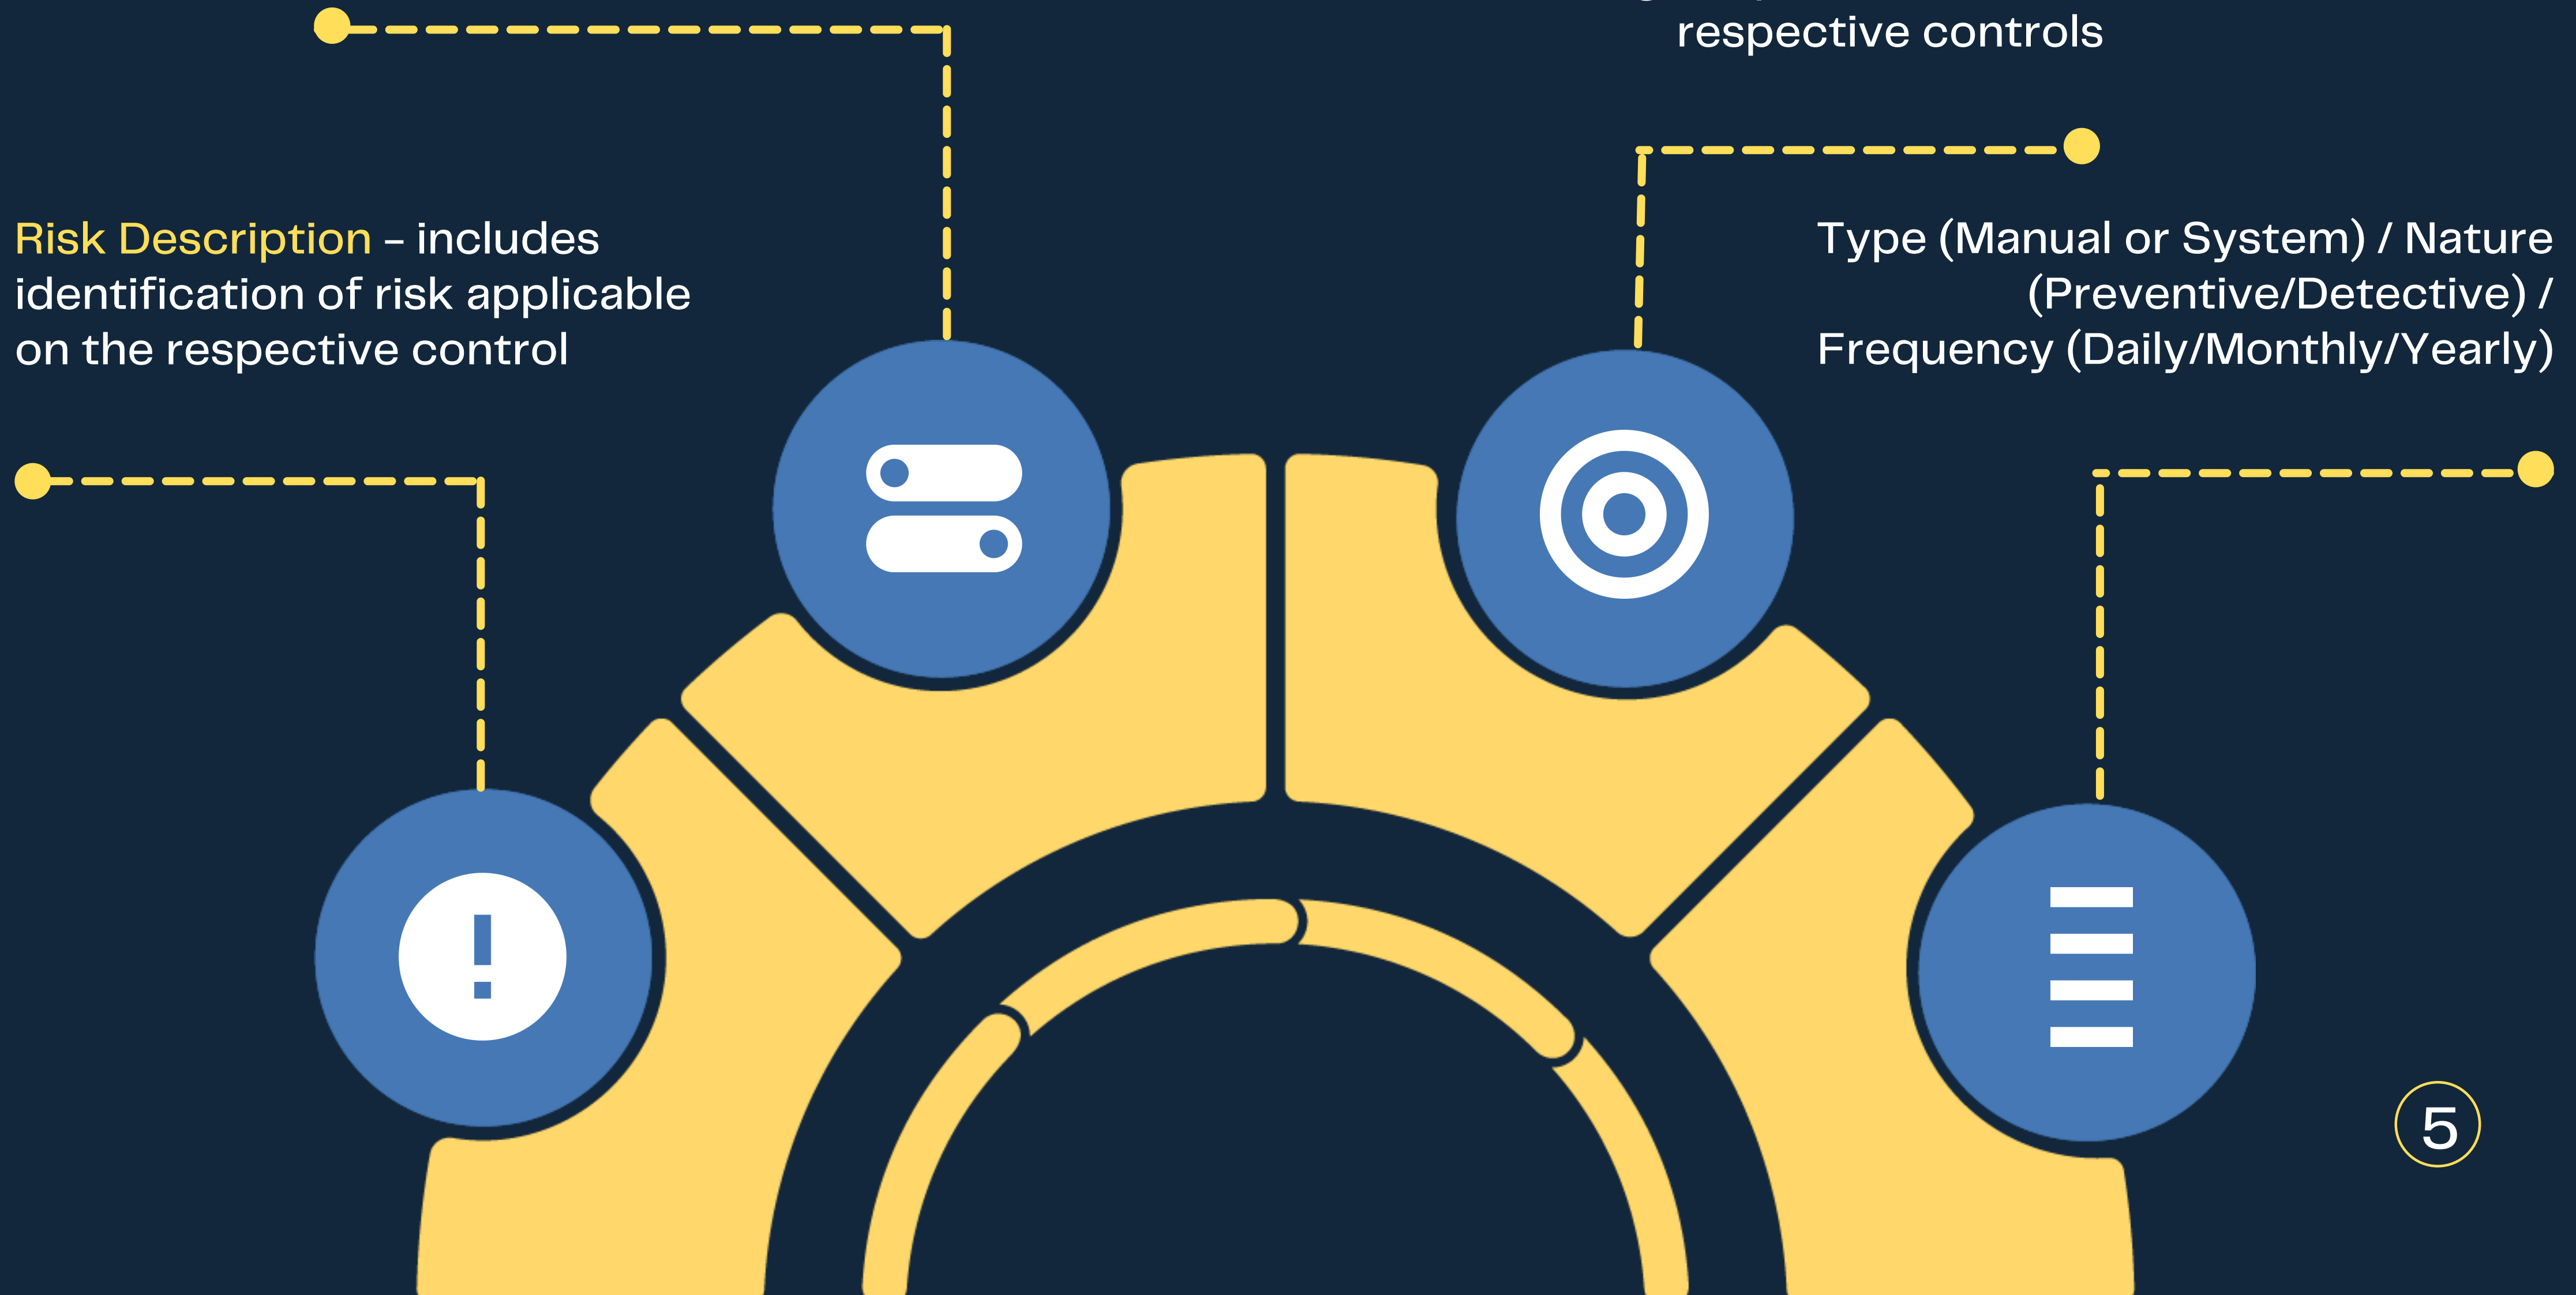 respective controls
Risk Description – includes
identification of risk applicable
on the respective control
Type (Manual or System) / Nature
(Preventive/Detective) /
Frequency (Daily/Monthly/Yearly)
5